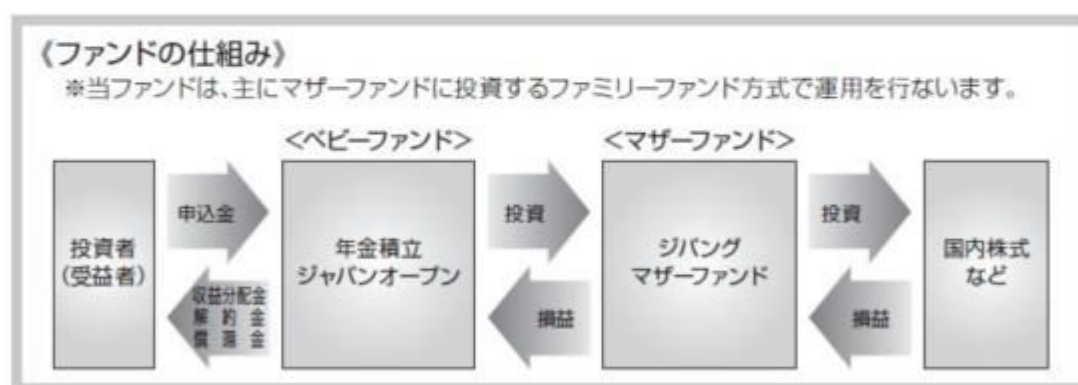 《ファンドの仕組み》
※当ファンドは、主にマザーファンドに投資するファミリーファンド方式で運用を行ないます。
<ベビーファンド>
<マザーファンド>
投資者
(受益者)
申込金
収益分配金
解約金
償還金
年金積立
ジャパンオープン
投資
損益
ジパング
マザーファンド
投資
損益
国内株式
など